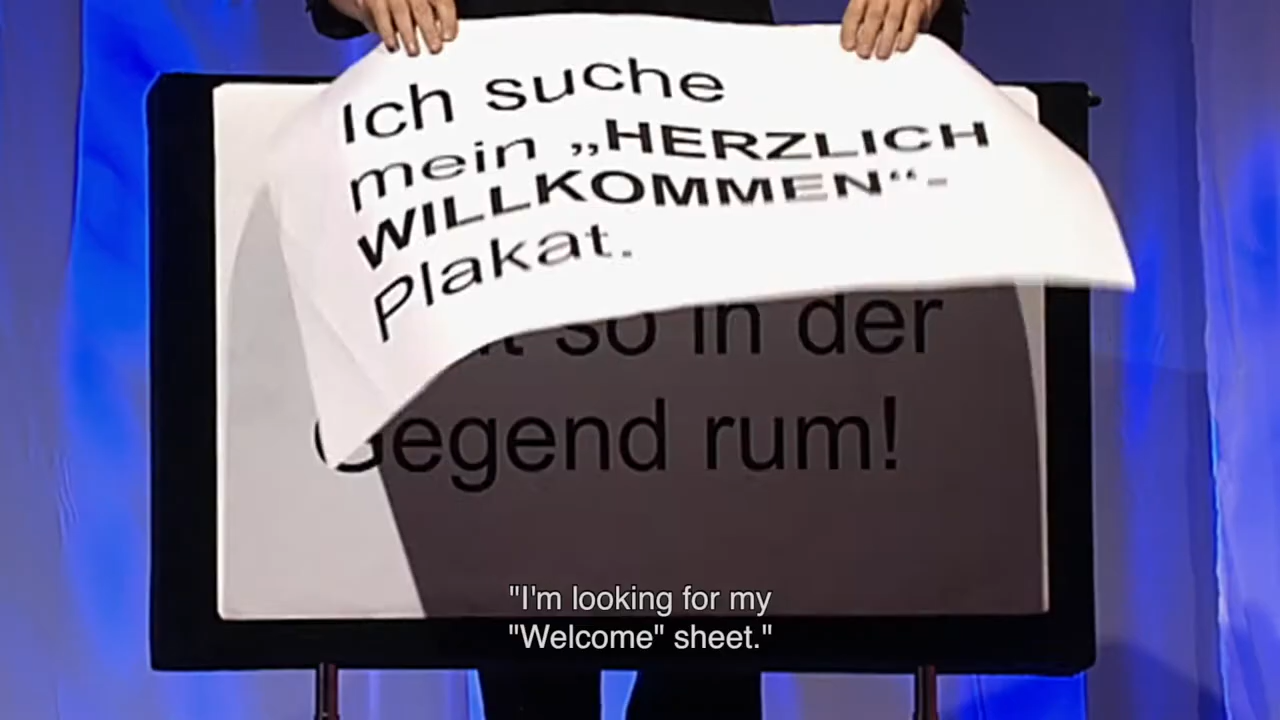 Ich suche
mein „HERZLICH
WILLKOMMEN“-
Plakat.
so in der
Gegend rum!
"I'm looking for my
"Welcome" sheet."